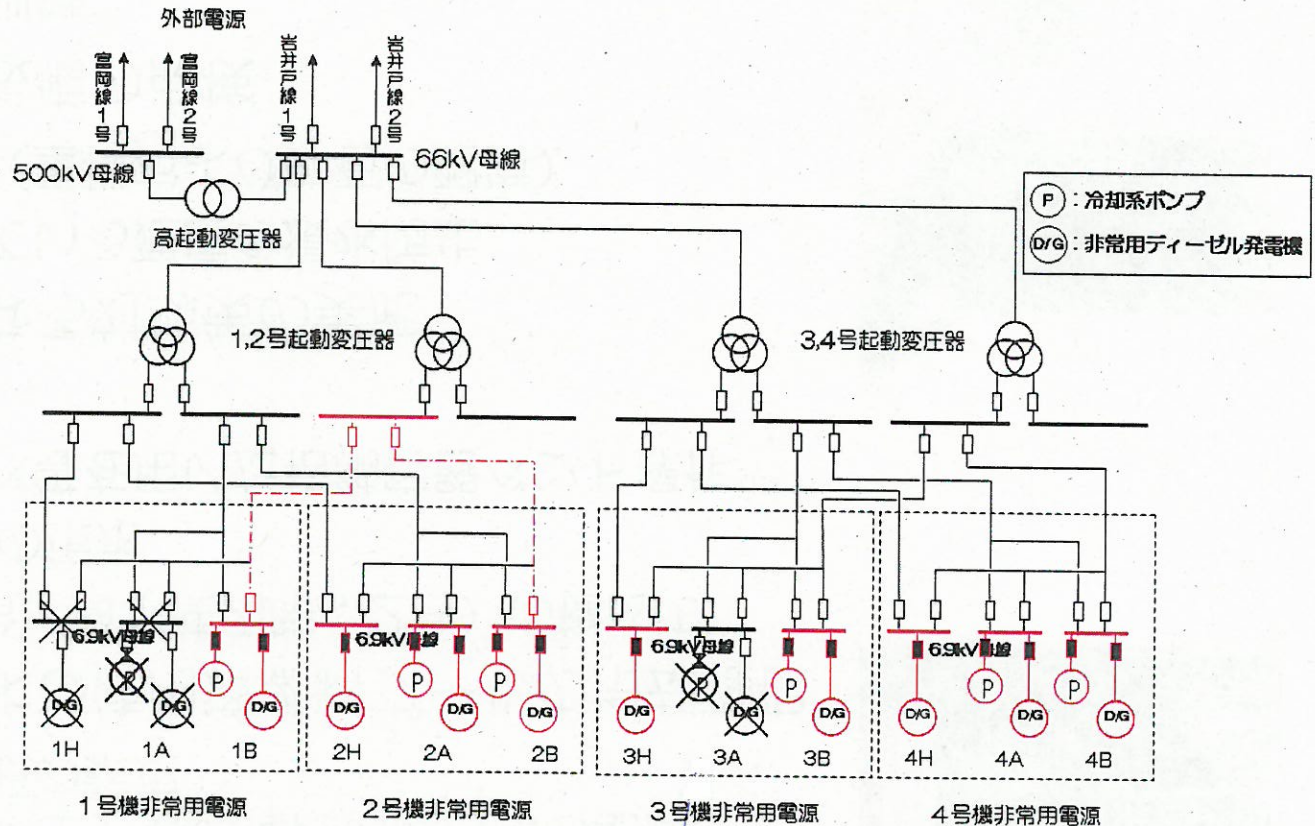 外部電源
富岡線1号
富岡線2号
岩井戸線1号
岩井戸線2号
500kV母線
66kV母線
高起動変圧器
P:冷却系ポンプ
D/G:非常用ディーゼル発電機
1,2号起動変圧器
3,4号起動変圧器
6.9kV母線
6.9kV母線
6.9kV母線
6.9kV母線
P
P
P
P
P
P
P
P
D/G
D/G
D/G
D/G
D/G
D/G
D/G
D/G
D/G
D/G
D/G
D/G
1H
1A
1B
2H
2A
2B
3H
3A
3B
4H
4A
4B
1号機非常用電源
2号機非常用電源
3号機非常用電源
4号機非常用電源